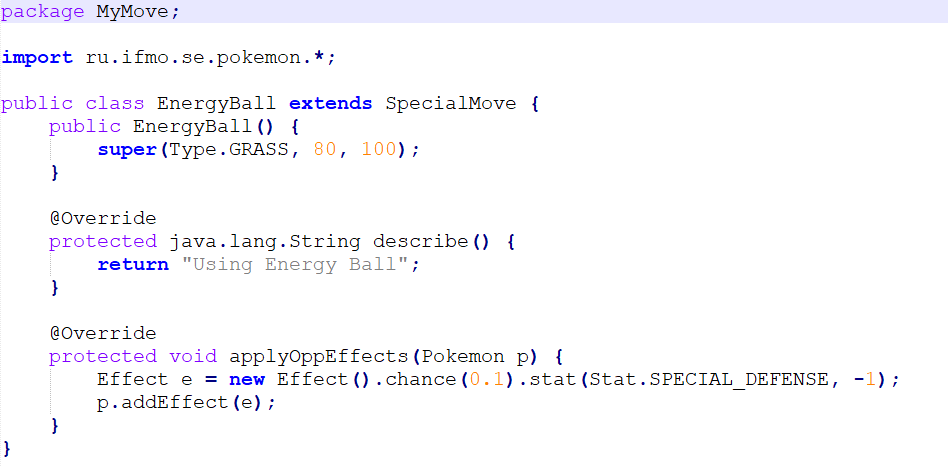 package MyMove;
import ru.ifmo.se.pokemon.*;
public class EnergyBall extends SpecialMove {
    public EnergyBall() {
        super(Type.GRASS, 80, 100);
    }
    @Override
    protected java.lang.String describe() {
        return "Using Energy Ball";
    }
    @Override
    protected void applyOppEffects(Pokemon p) {
        Effect e = new Effect().chance(0.1).stat(Stat.SPECIAL_DEFENSE, -1);
        p.addEffect(e);
    }
}